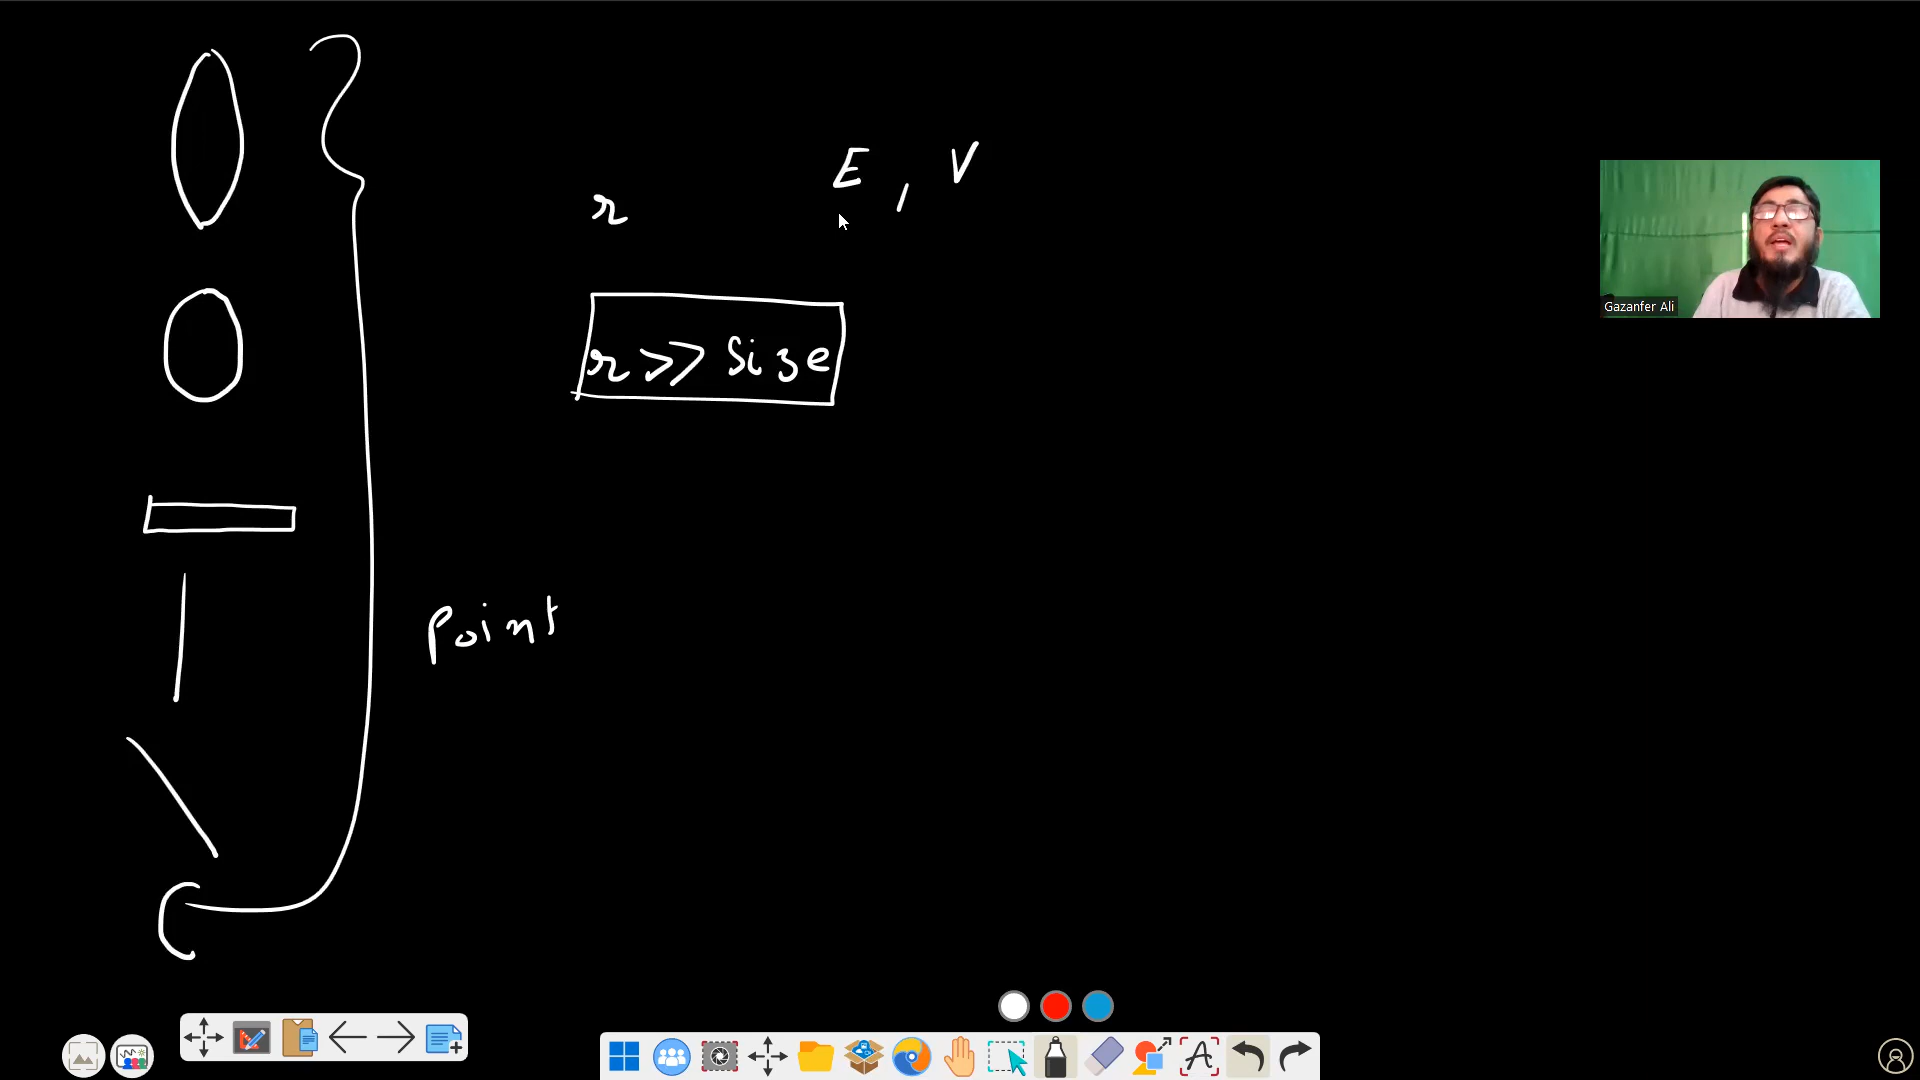 E, V
r
r >> Size
Gazanfer Ali
Point